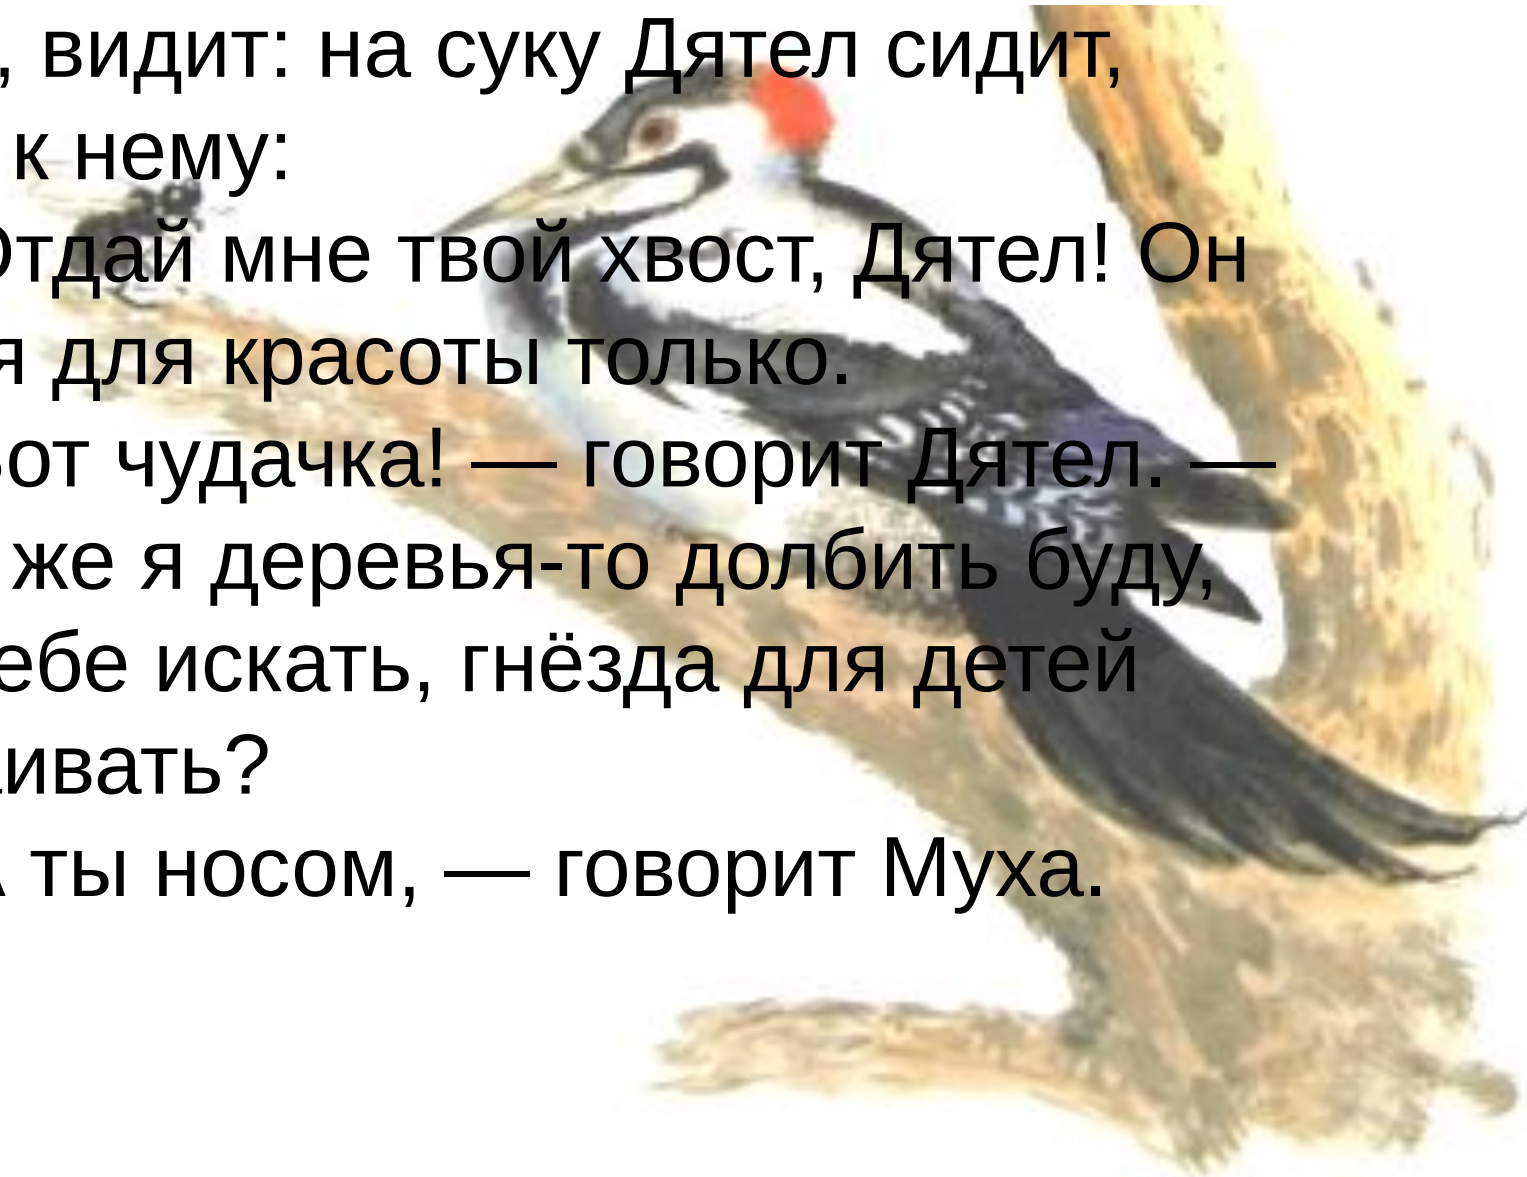 , видит: на суку Дятел сидит,
к нему:
Отдай мне твой хвост, Дятел! Он
я для красоты только.
вот чудачка! — говорит Дятел. —
же я деревья-то долбить буду,
ебе искать, гнёзда для детей
ивать?
А ты носом, — говорит Муха.